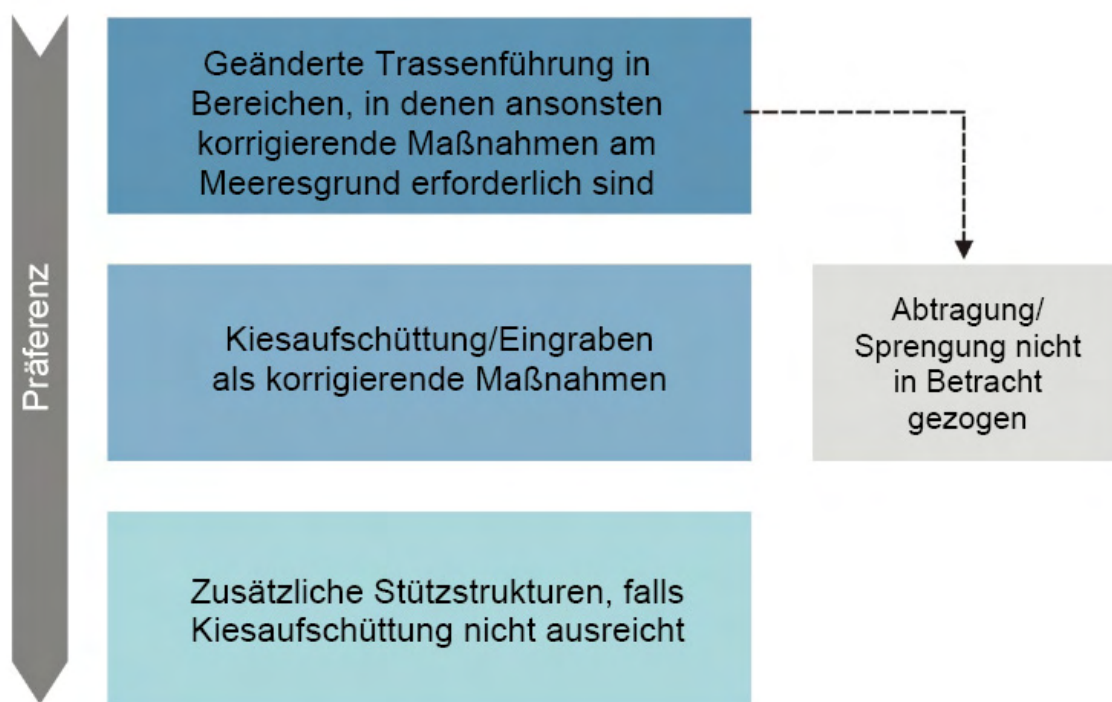 Präferenz
Geänderte Trassenführung in
Bereichen, in denen ansonsten
korrigierende Maßnahmen am
Meeresgrund erforderlich sind
Kiesaufschüttung/Eingraben
als korrigierende Maßnahmen
Abtragung/
Sprengung nicht
in Betracht
gezogen
Zusätzliche Stützstrukturen, falls
Kiesaufschüttung nicht ausreicht